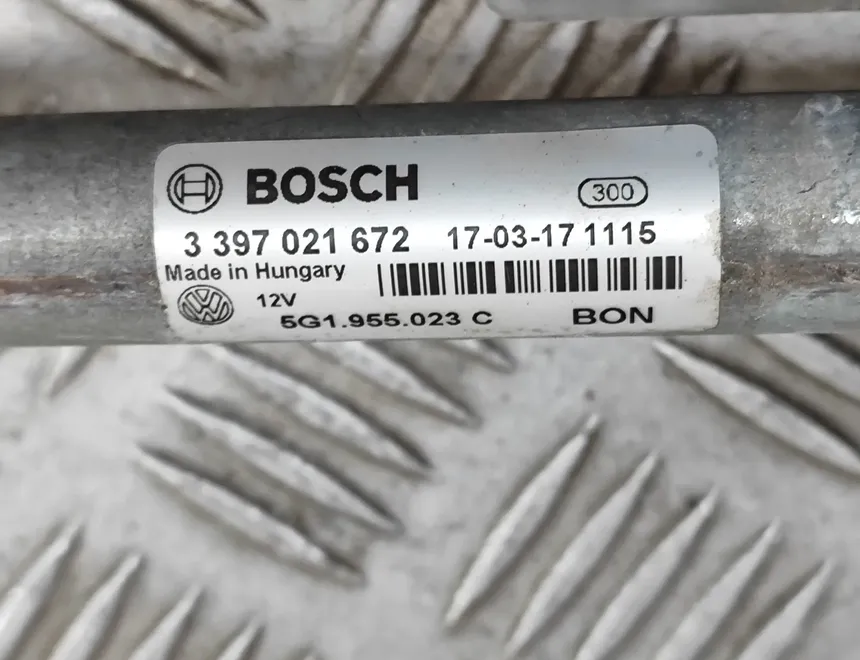 BOSCH 300
3 397 021 672 17-03-17 1115
Made in Hungary
12V
5G1.955.023 C BON